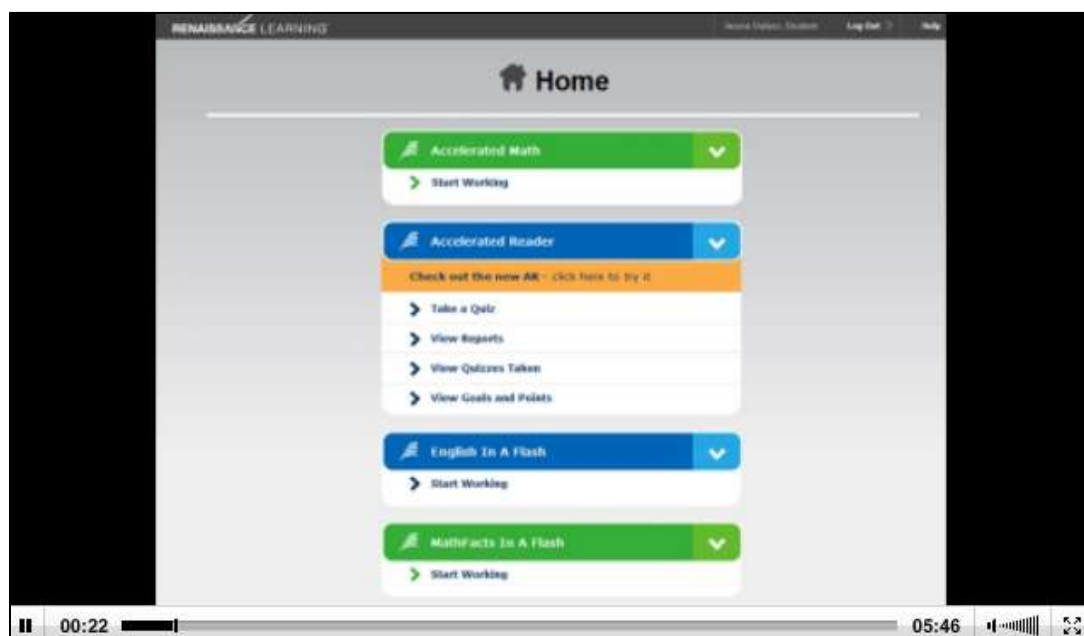 RENAISSANCE LEARNING
Student Log Out Help
Home
Accelerated Math
Start Working
Accelerated Reader
Check out the new AR - click here to try it
Take a Quiz
View Reports
View Quizzes Taken
View Goals and Points
English In A Flash
Start Working
MathFacts In A Flash
Start Working
00:22 05:46